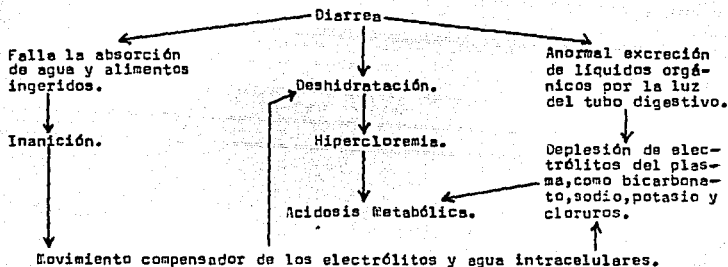 Diarrea
Falla la absorción
de agua y alimentos
ingeridos.
Anormal excreción
de líquidos orgá-
nicos por la luz
del tubo digestivo.
Deshidratación.
Inanición.
Hipercloremia.
Deplesión de elec-
trólitos del plas-
ma,como bicarbona-
to,sodio,potasio y
cloruros.
Acidosis Metabólica.
Movimiento compensador de los electrólitos y agua intracelulares.